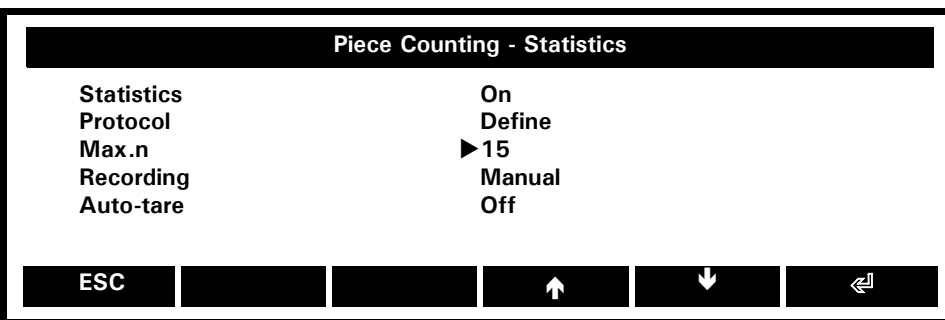 Piece Counting - Statistics
Statistics On
Protocol Define
Max.n ▶15
Recording Manual
Auto-tare Off
ESC